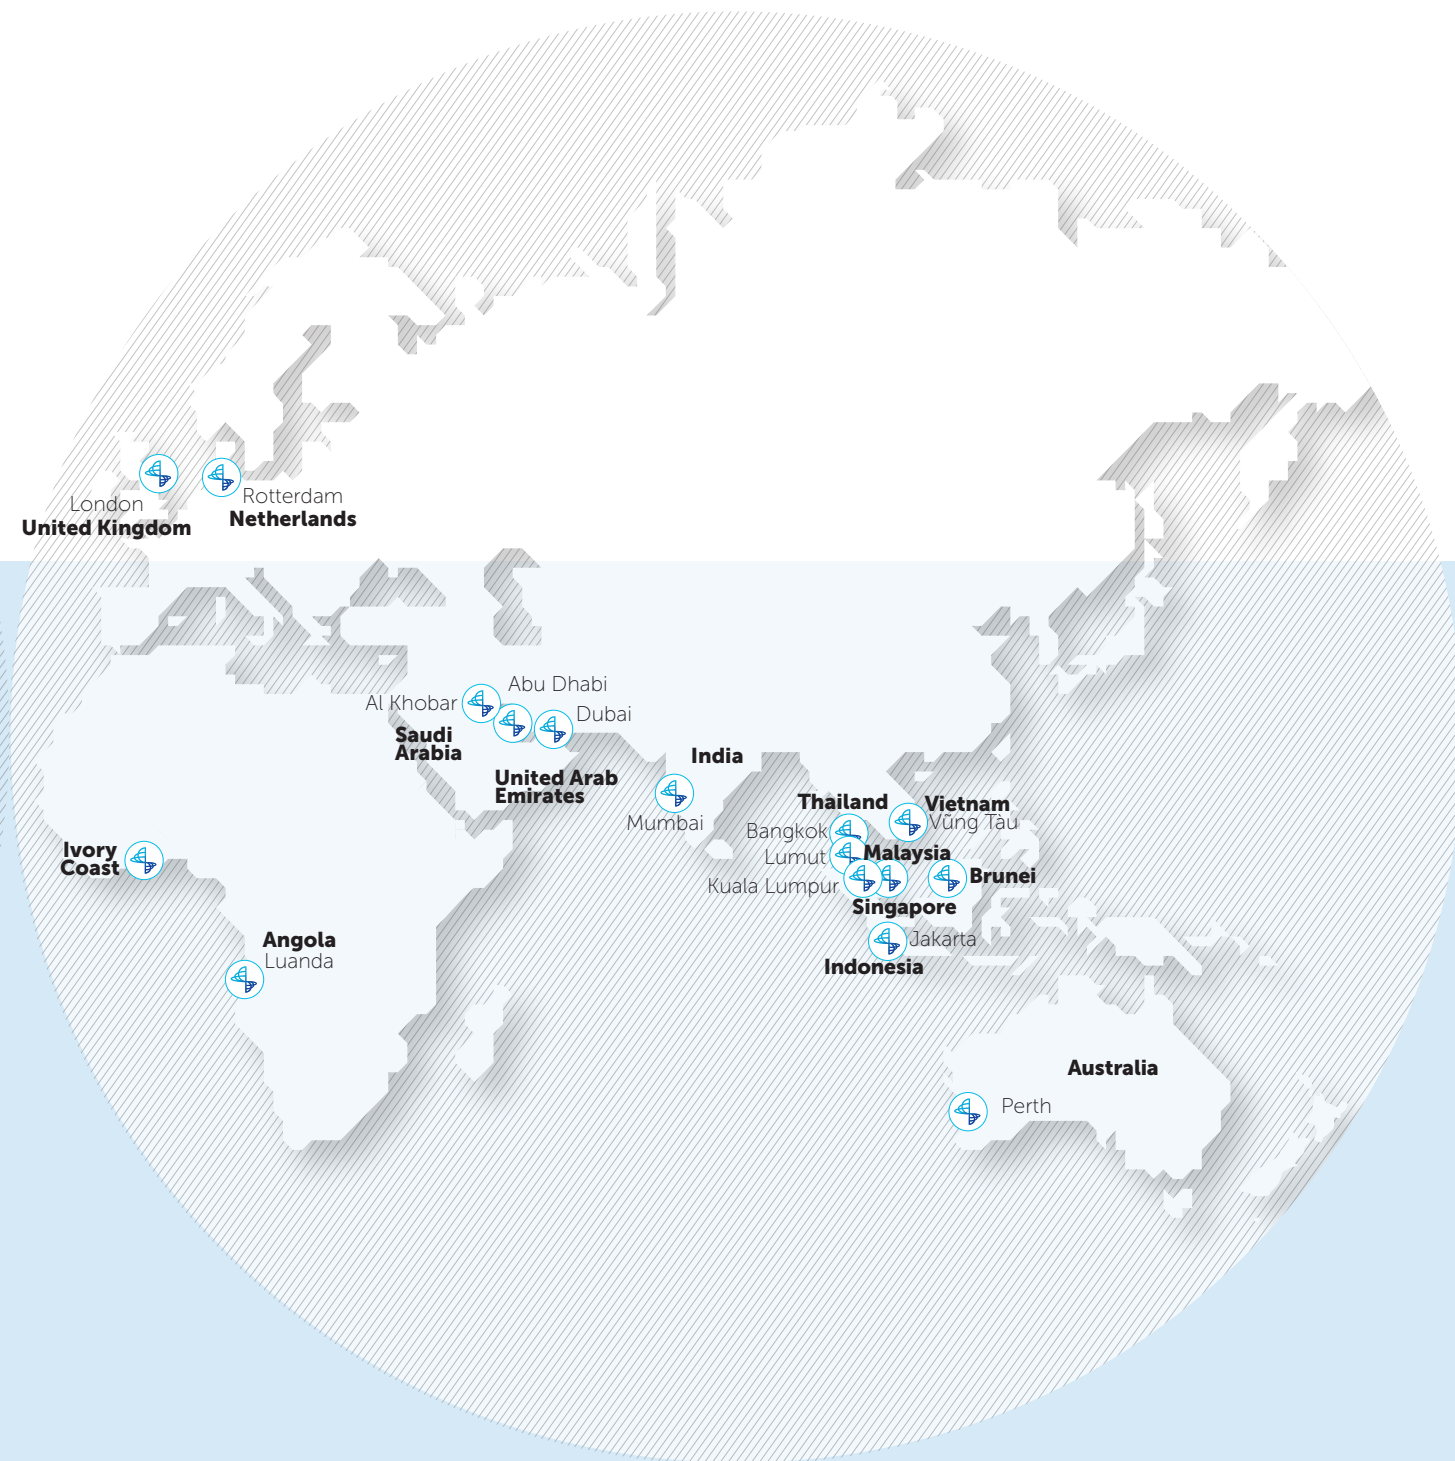 London
United Kingdom
Rotterdam
Netherlands
Abu Dhabi
Al Khobar
Dubai
Saudi
Arabia
India
United Arab
Emirates
Mumbai
Thailand
Vietnam
Vũng Tàu
Bangkok
Malaysia
Lumut
Kuala Lumpur
Brunei
Singapore
Ivory
Coast
Angola
Luanda
Jakarta
Indonesia
Australia
Perth